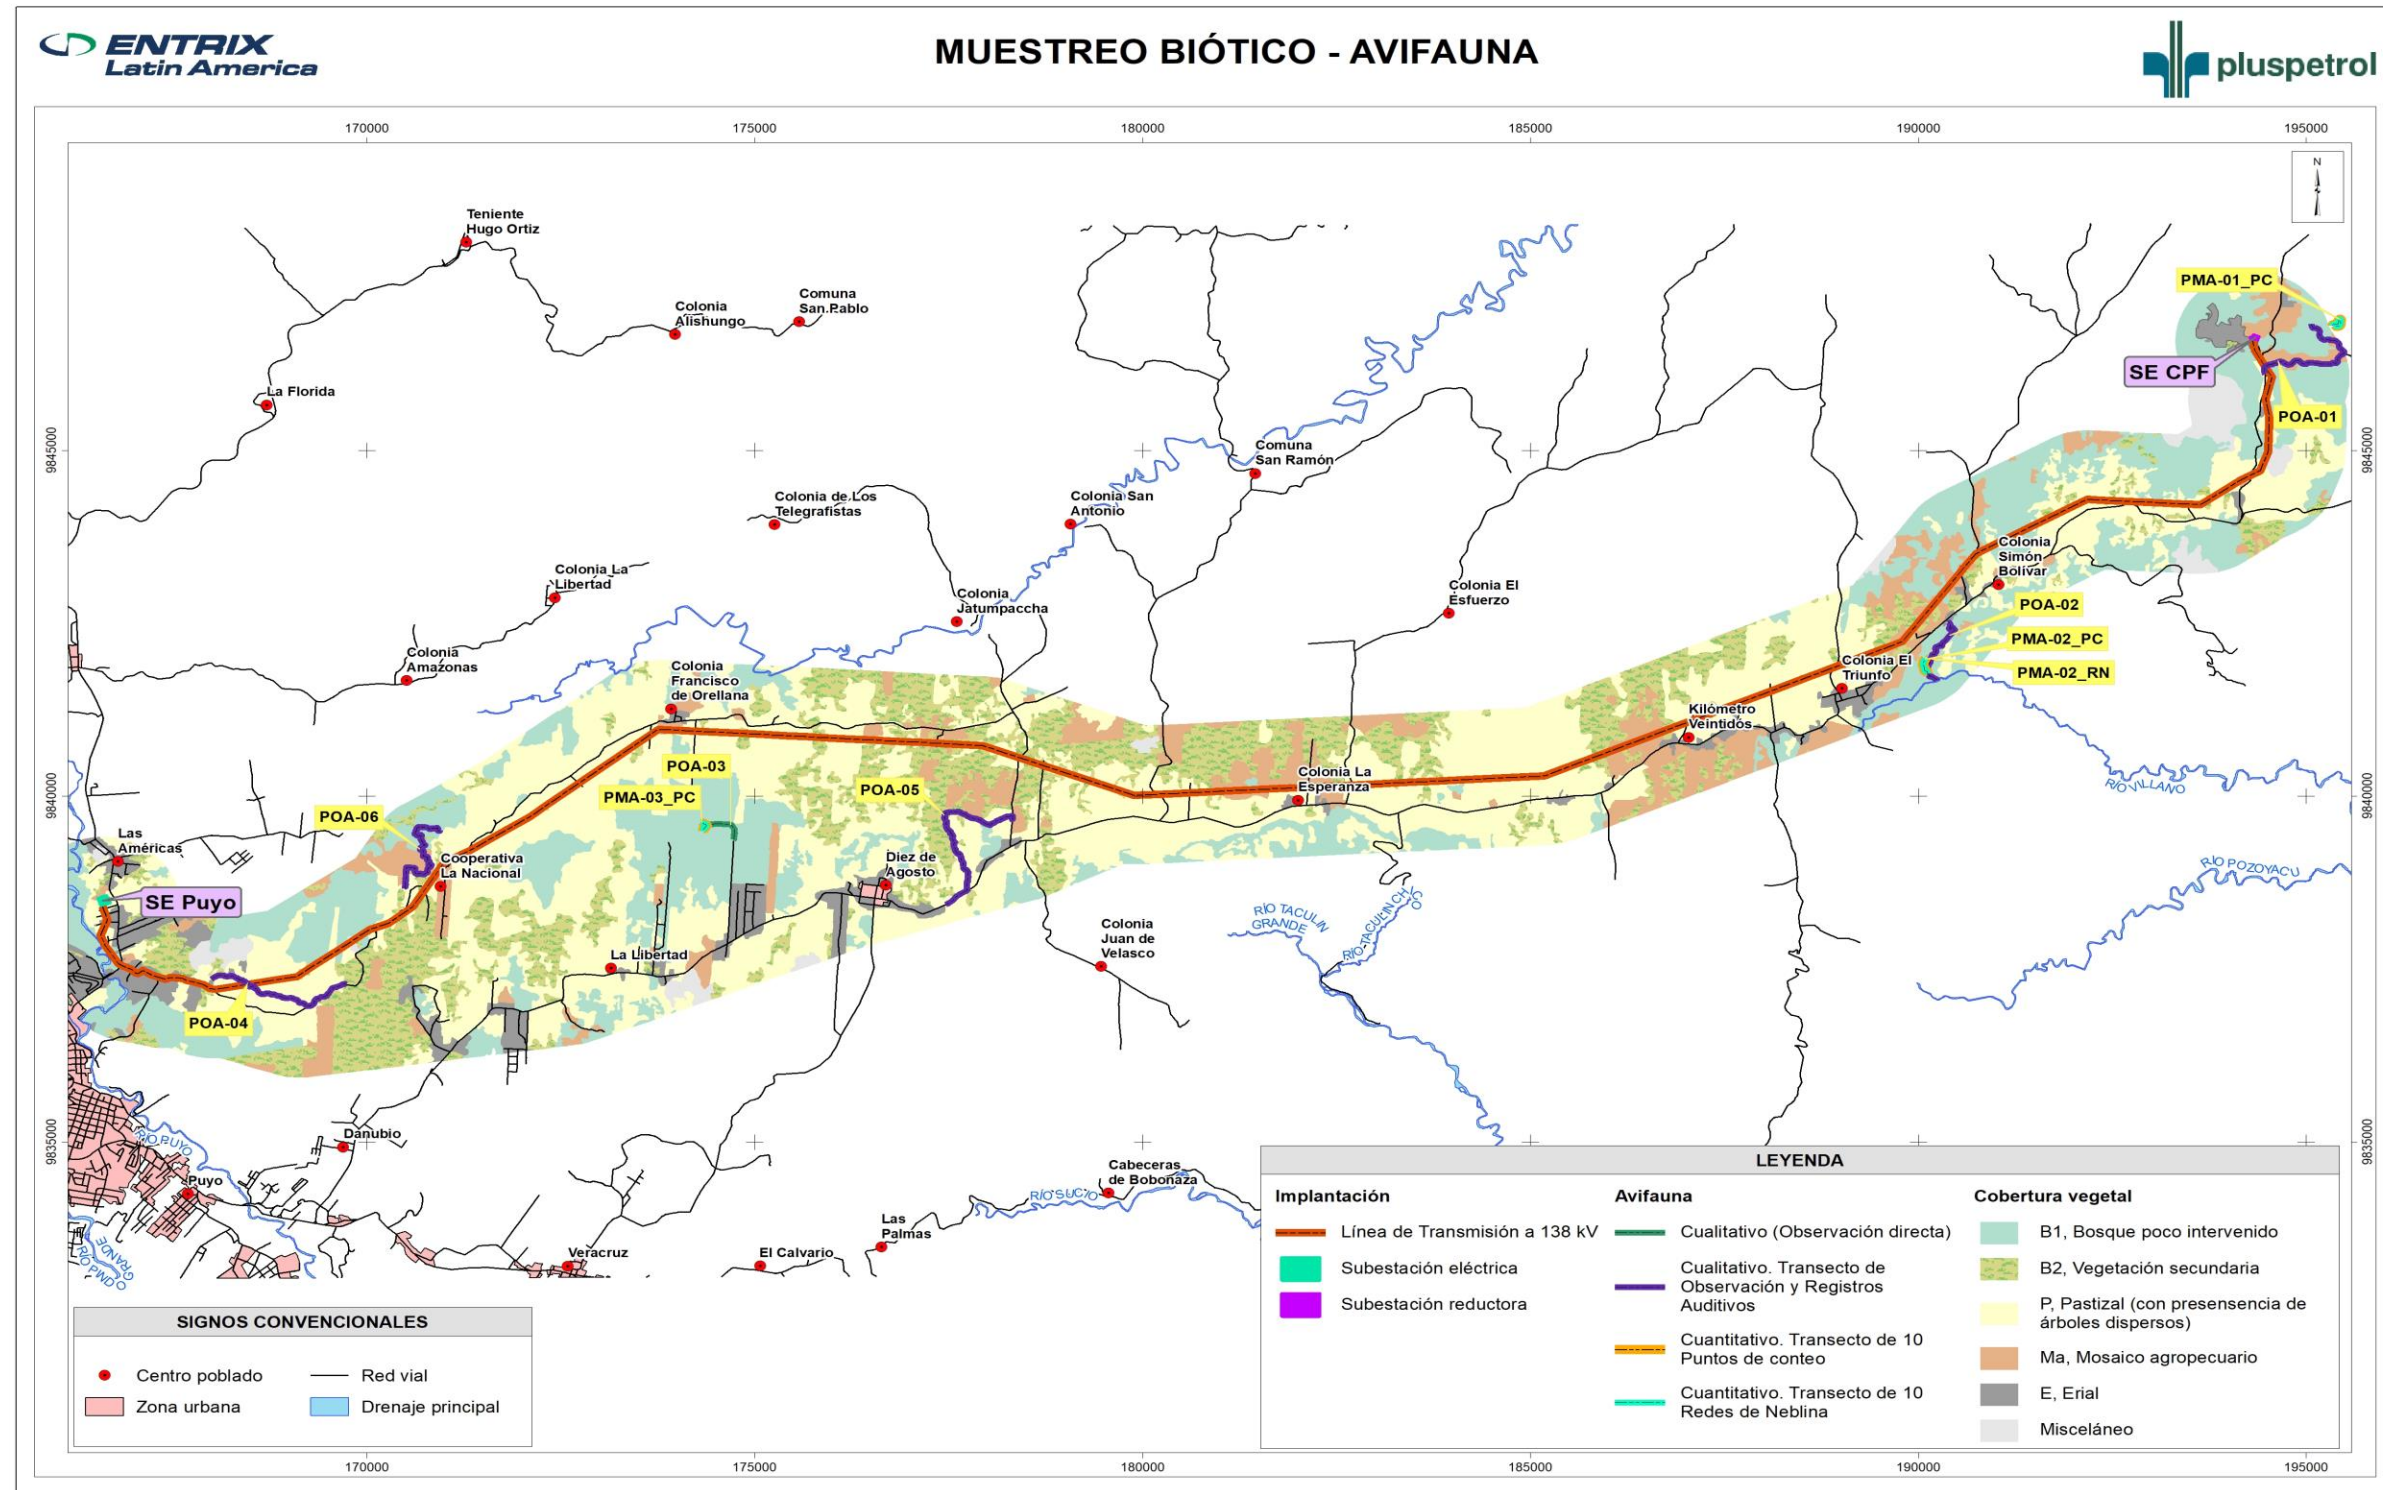 ENTRIX
Latin America
MUESTREO BIÓTICO - AVIFAUNA
pluspetrol
170000
175000
180000
185000
190000
195000
N
Teniente
Hugo Ortiz
PMA-01_PC
Colonia
Alishungo
Comuna
San Pablo
SE CPF
La Florida
POA-01
9845000
9845000
Comuna
San Ramón
Colonia de Los
Telegrafistas
Colonia San
Antonio
Colonia
Simón
Bolívar
Colonia La
Libertad
Colonia
Jatumpaccha
Colonia El
Esfuerzo
POA-02
PMA-02_PC
PMA-02_RN
Colonia
Amazonas
Colonia
Francisco
de Orellana
Colonia El
Triunfo
Kilómetro
Veintidós
POA-03
Colonia La
Esperanza
POA-05
PMA-03_PC
RÍO VILLANO
9840000
9840000
POA-06
Las
Américas
Cooperativa
La Nacional
Diez de
Agosto
RÍO POZOYACU
SE Puyo
RÍO TACULIN
GRANDE
RÍO TACULIN CHICO
Colonia
Juan de
Velasco
La Libertad
POA-04
9835000
9835000
Danubio
RÍO PUYO
Puyo
Cabeceras
de Bobonaza
RÍO SUCIO
Las
Palmas
RÍO PINDO
GRANDE
Veracruz
El Calvario
LEYENDA
Implantación
Línea de Transmisión a 138 kV
Subestación eléctrica
Subestación reductora
Avifauna
Cualitativo (Observación directa)
Cualitativo. Transecto de
Observación y Registros
Auditivos
Cuantitativo. Transecto de 10
Puntos de conteo
Cuantitativo. Transecto de 10
Redes de Neblina
Cobertura vegetal
B1, Bosque poco intervenido
B2, Vegetación secundaria
P, Pastizal (con presensencia de
árboles dispersos)
Ma, Mosaico agropecuario
E, Erial
Misceláneo
SIGNOS CONVENCIONALES
Centro poblado
Red vial
Zona urbana
Drenaje principal
170000
175000
180000
185000
190000
195000